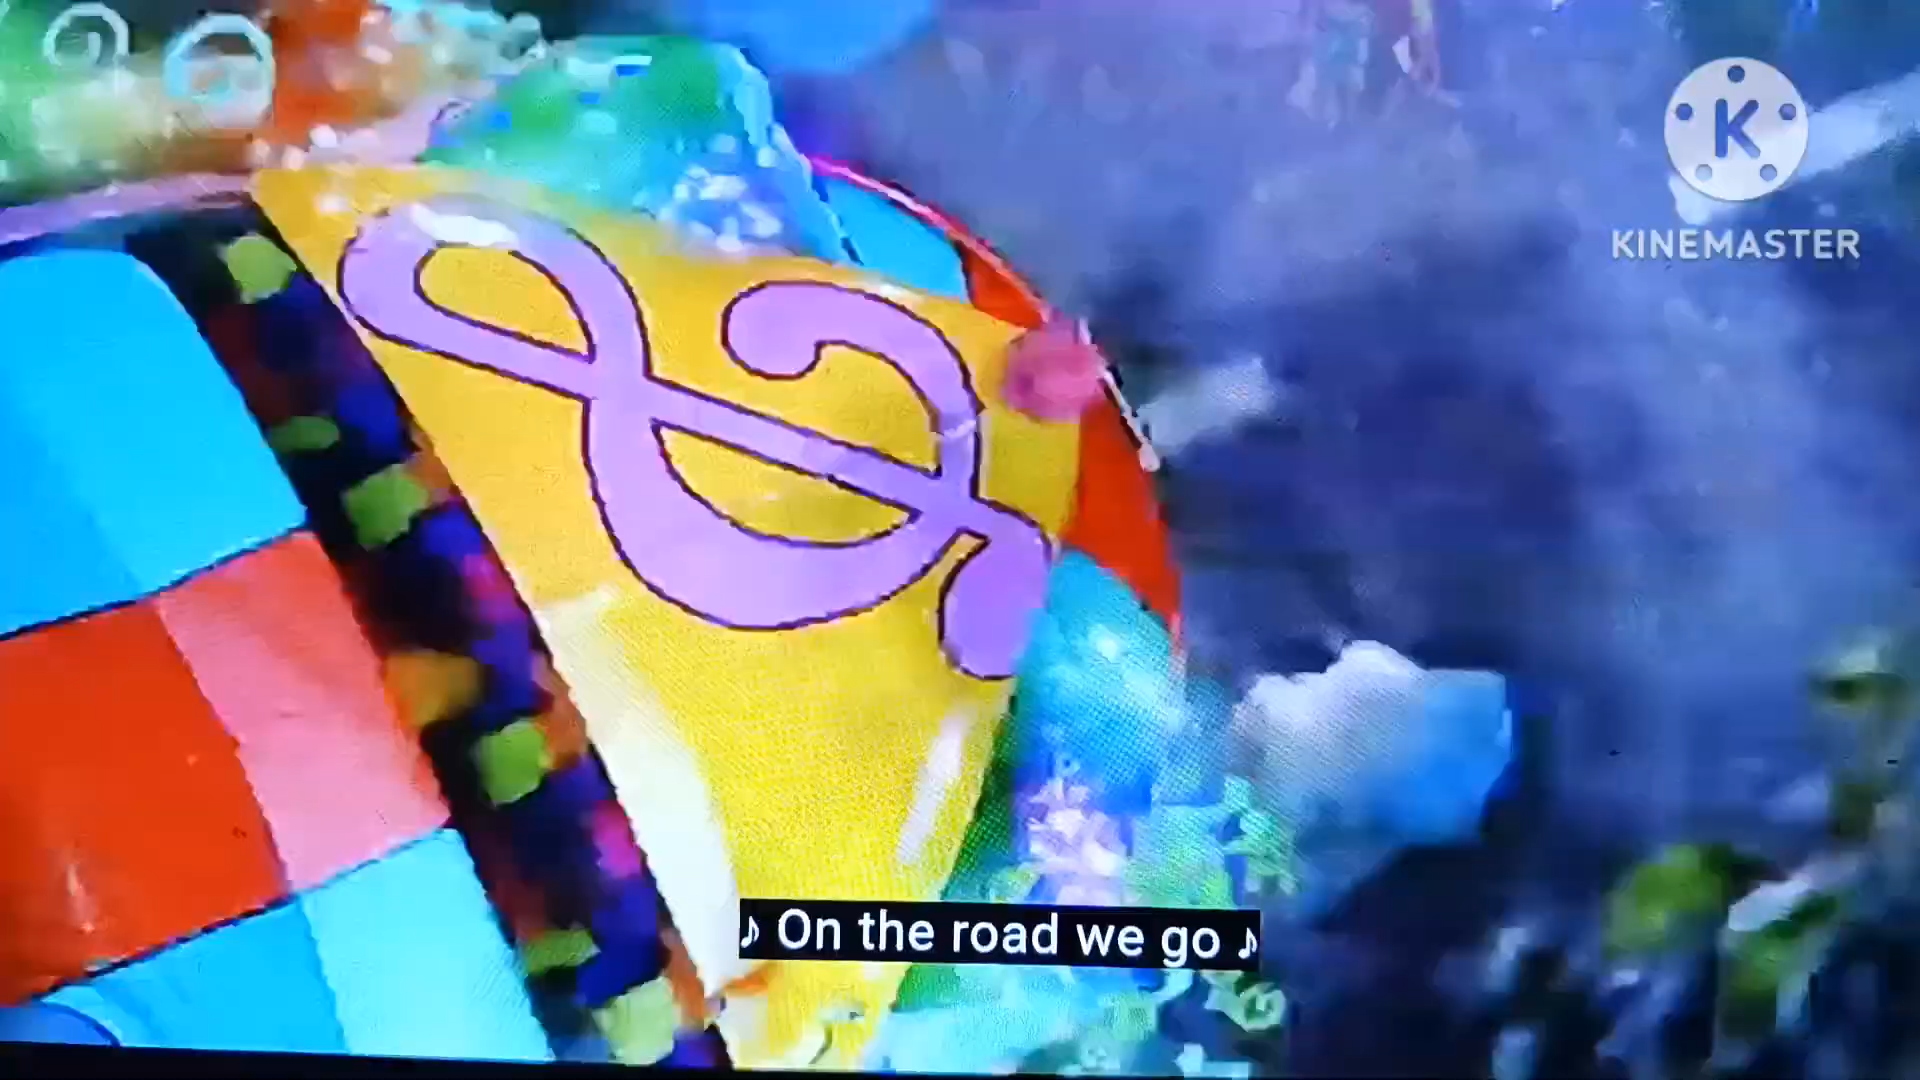 K
KINEMASTER
♪ On the road we go ♪